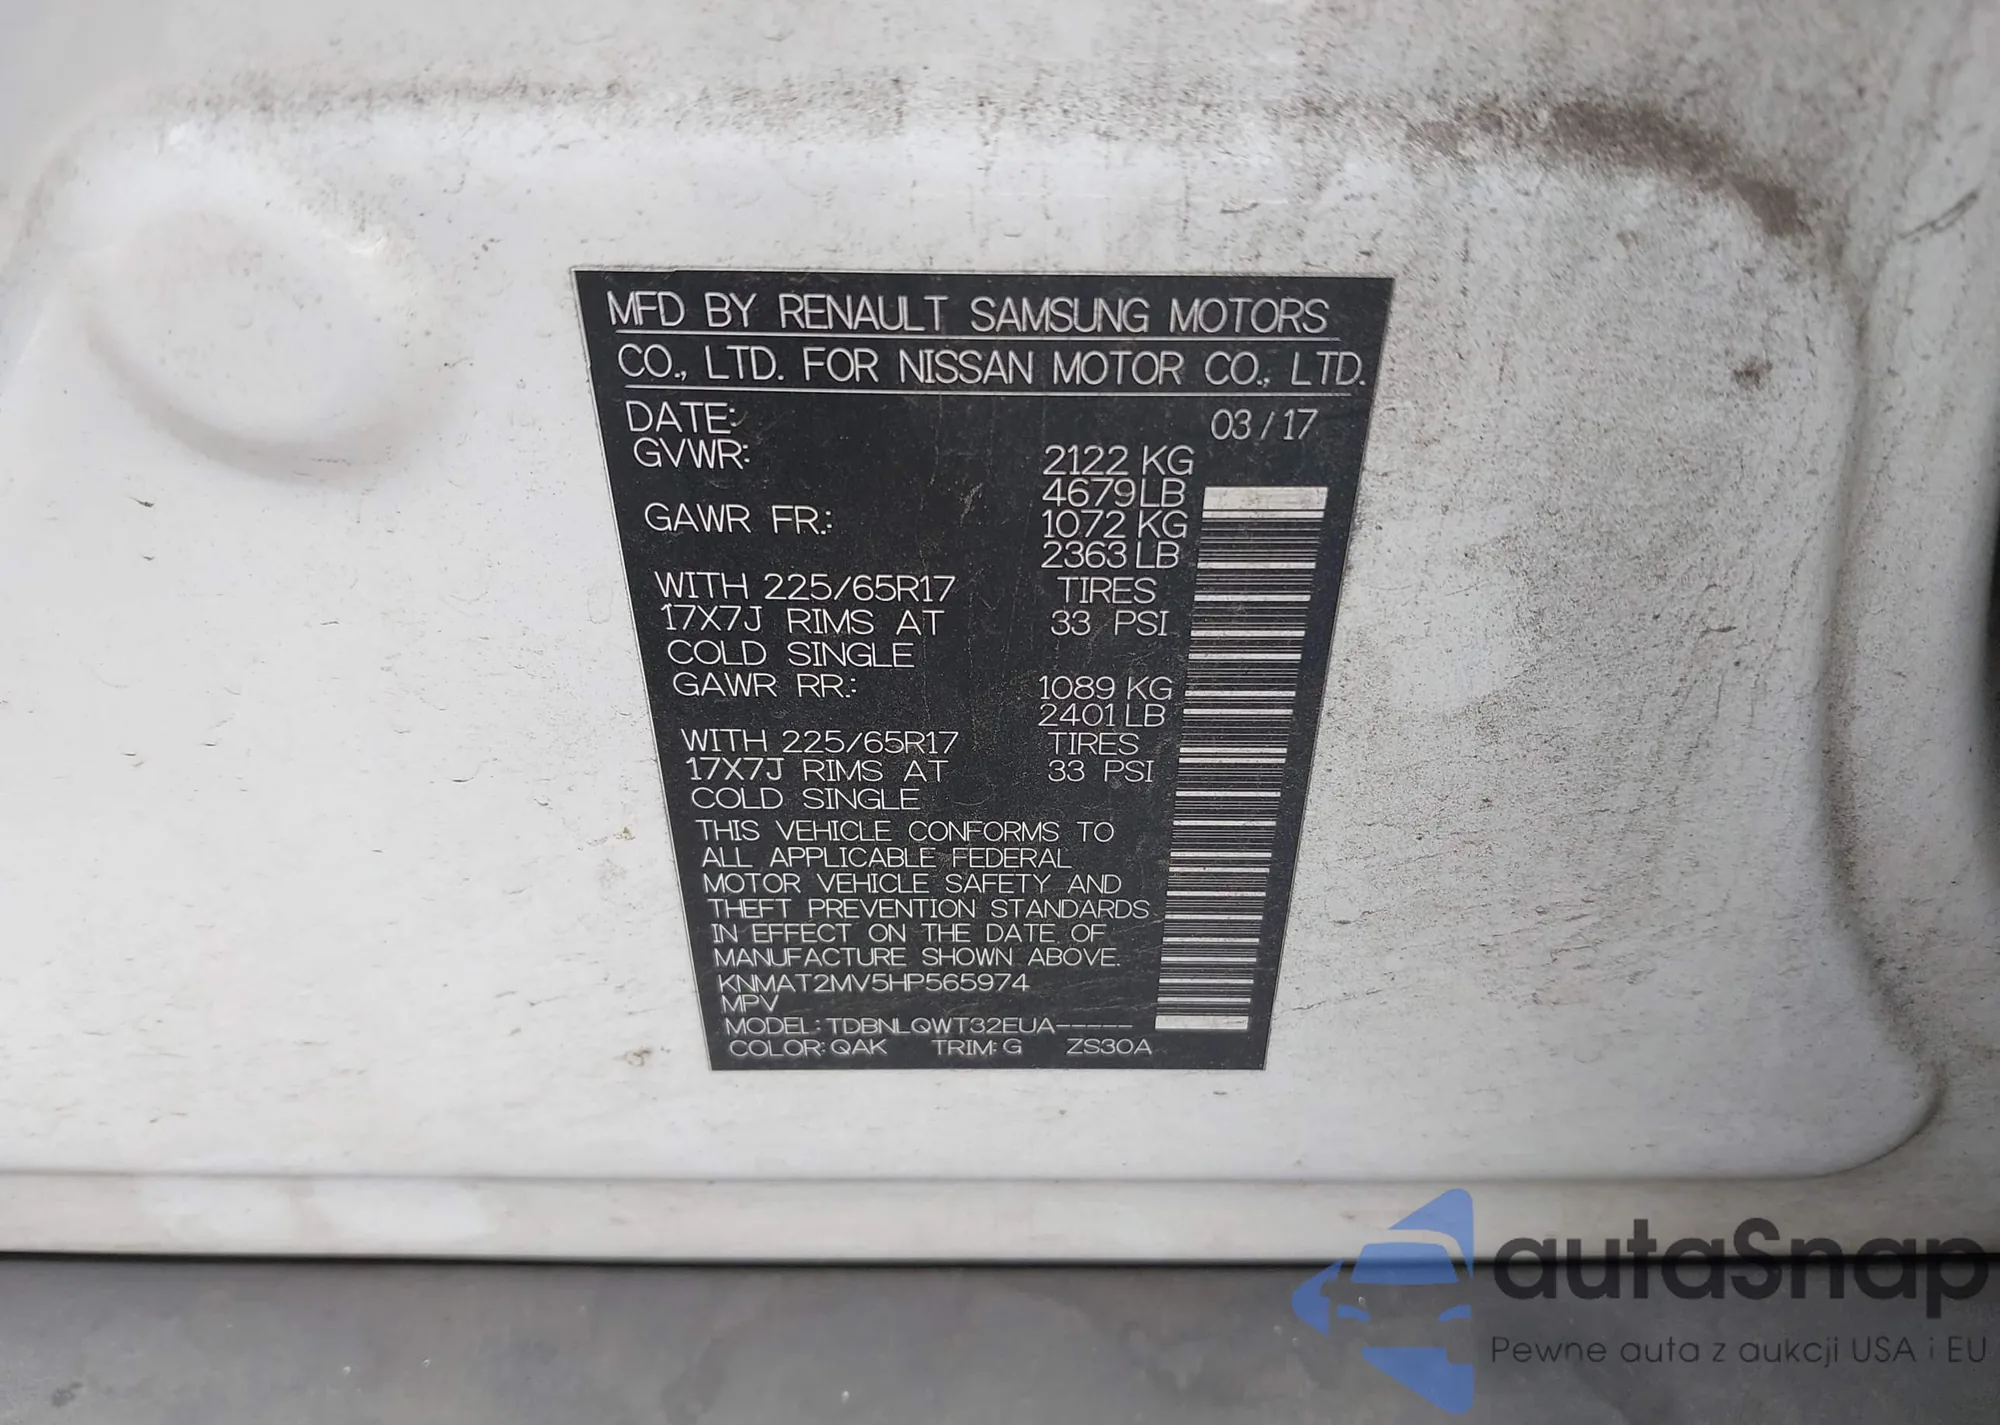 MFD BY RENAULT SAMSUNG MOTORS
CO., LTD. FOR NISSAN MOTOR CO., LTD.
DATE: 03/17
GVWR: 2122 KG
4679 LB
GAWR FR.: 1072 KG
2363 LB
WITH 225/65R17 TIRES
17X7J RIMS AT 33 PSI
COLD SINGLE
GAWR RR.: 1089 KG
2401 LB
WITH 225/65R17 TIRES
17X7J RIMS AT 33 PSI
COLD SINGLE
THIS VEHICLE CONFORMS TO
ALL APPLICABLE FEDERAL
MOTOR VEHICLE SAFETY AND
THEFT PREVENTION STANDARDS
IN EFFECT ON THE DATE OF
MANUFACTURE SHOWN ABOVE.
KNMAT2MV5HP565974
MPV
MODEL: TDBNLQWT32EUA-----
COLOR: QAK TRIM: G ZS30A
autaSnap
Pewne auta z aukcji USA i EU